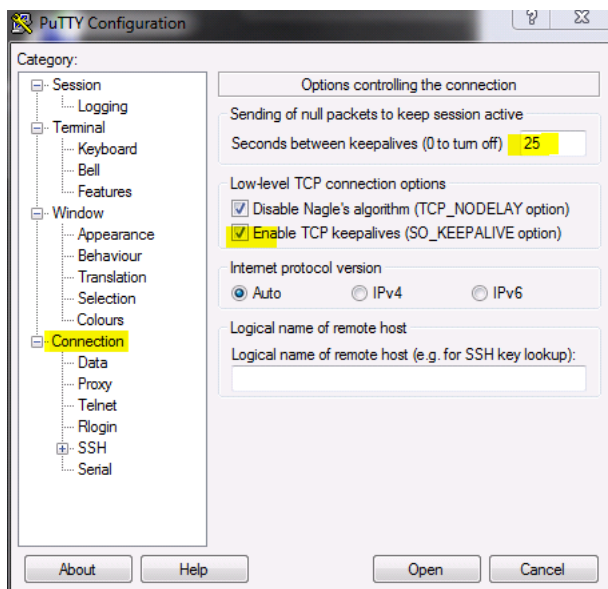 PuTTY Configuration
Category:
Session
Logging
Terminal
Keyboard
Bell
Features
Window
Appearance
Behaviour
Translation
Selection
Colours
Connection
Data
Proxy
Telnet
Rlogin
SSH
Serial
Options controlling the connection
Sending of null packets to keep session active
Seconds between keepalives (0 to turn off) 25
Low-level TCP connection options
Disable Nagle's algorithm (TCP_NODELAY option)
Enable TCP keepalives (SO_KEEPALIVE option)
Internet protocol version
Auto IPv4 IPv6
Logical name of remote host
Logical name of remote host (e.g. for SSH key lookup):
About Help Open Cancel